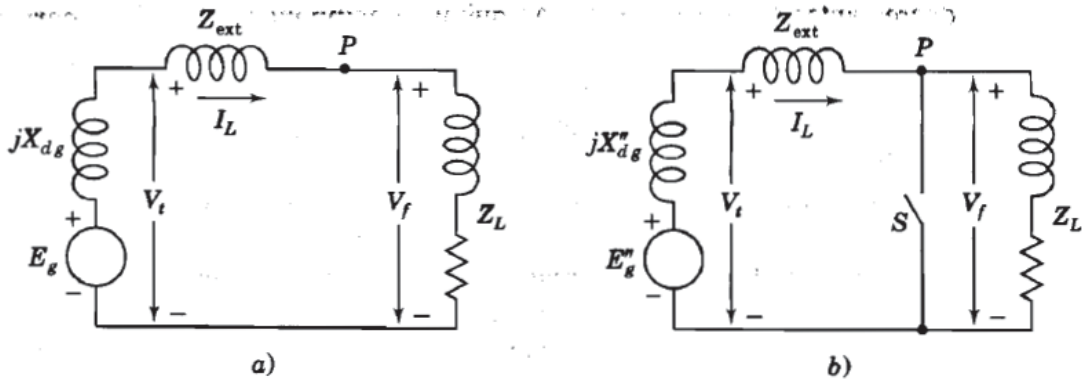 Z_ext
P
+
+
I_L
jX_dg
V_t
V_f
Z_L
+
E_g
−
−
−
a)
Z_ext
P
+
+
I_L
jX″_dg
V_t
S
V_f
Z_L
+
E″_g
−
−
−
b)